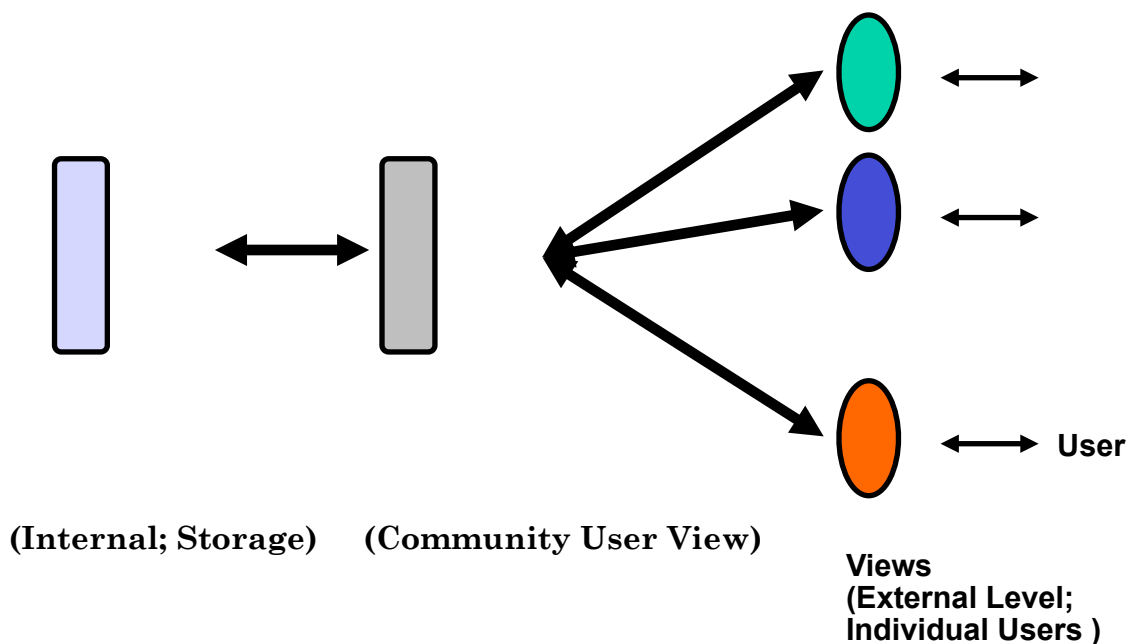 User
(Internal; Storage)
(Community User View)
Views
(External Level;
Individual Users )